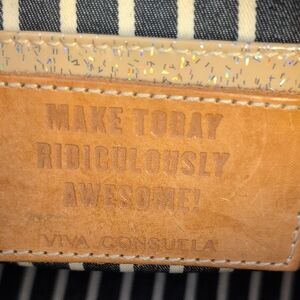 MAKE TODAY
RIDICULOUSLY
AWESOME!
VIVA CONSUELA